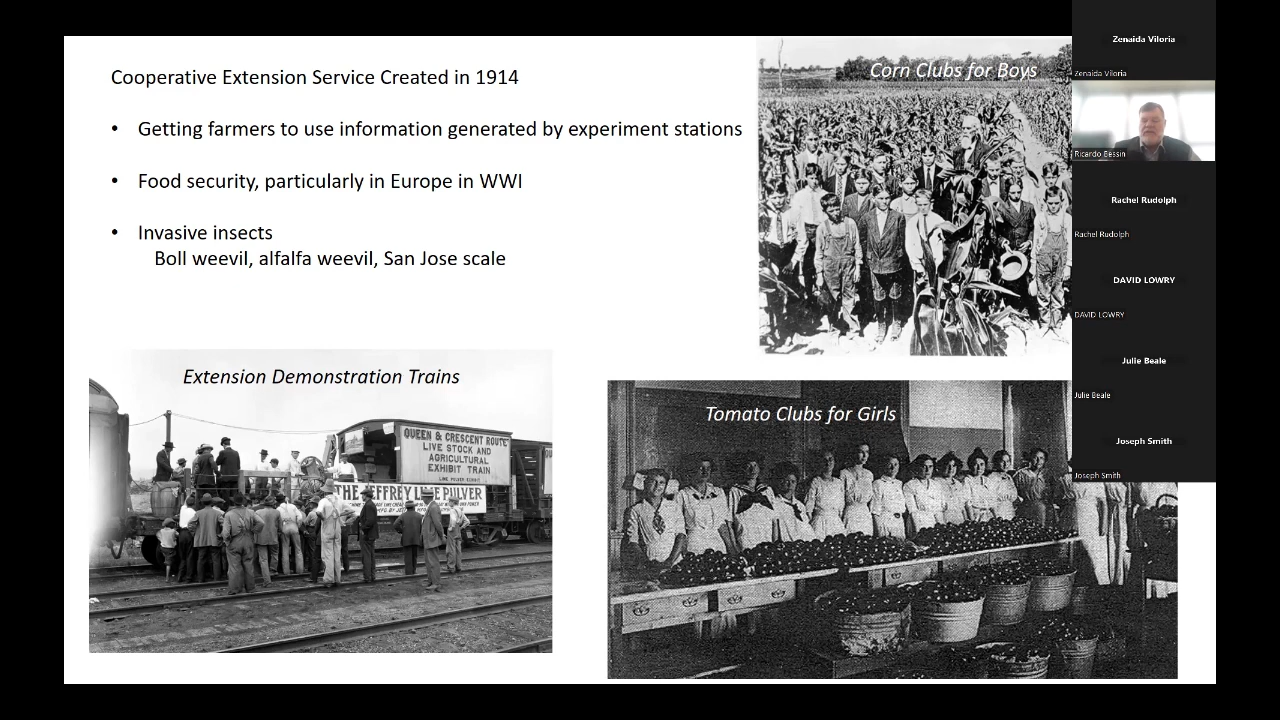 Cooperative Extension Service Created in 1914
• Getting farmers to use information generated by experiment stations
• Food security, particularly in Europe in WWI
• Invasive insects
Boll weevil, alfalfa weevil, San Jose scale
Corn Clubs for Boys
Extension Demonstration Trains
QUEEN & CRESCENT ROUTE
LIVE STOCK AND
AGRICULTURAL
EXHIBIT TRAIN
LIME PULVER EXHIBIT
THE JEFFREY LIME PULVER
Tomato Clubs for Girls
Zenaida Viloria
Zenaida Viloria
Ricardo Bessin
Rachel Rudolph
Rachel Rudolph
DAVID LOWRY
DAVID LOWRY
Julie Beale
Julie Beale
Joseph Smith
Joseph Smith